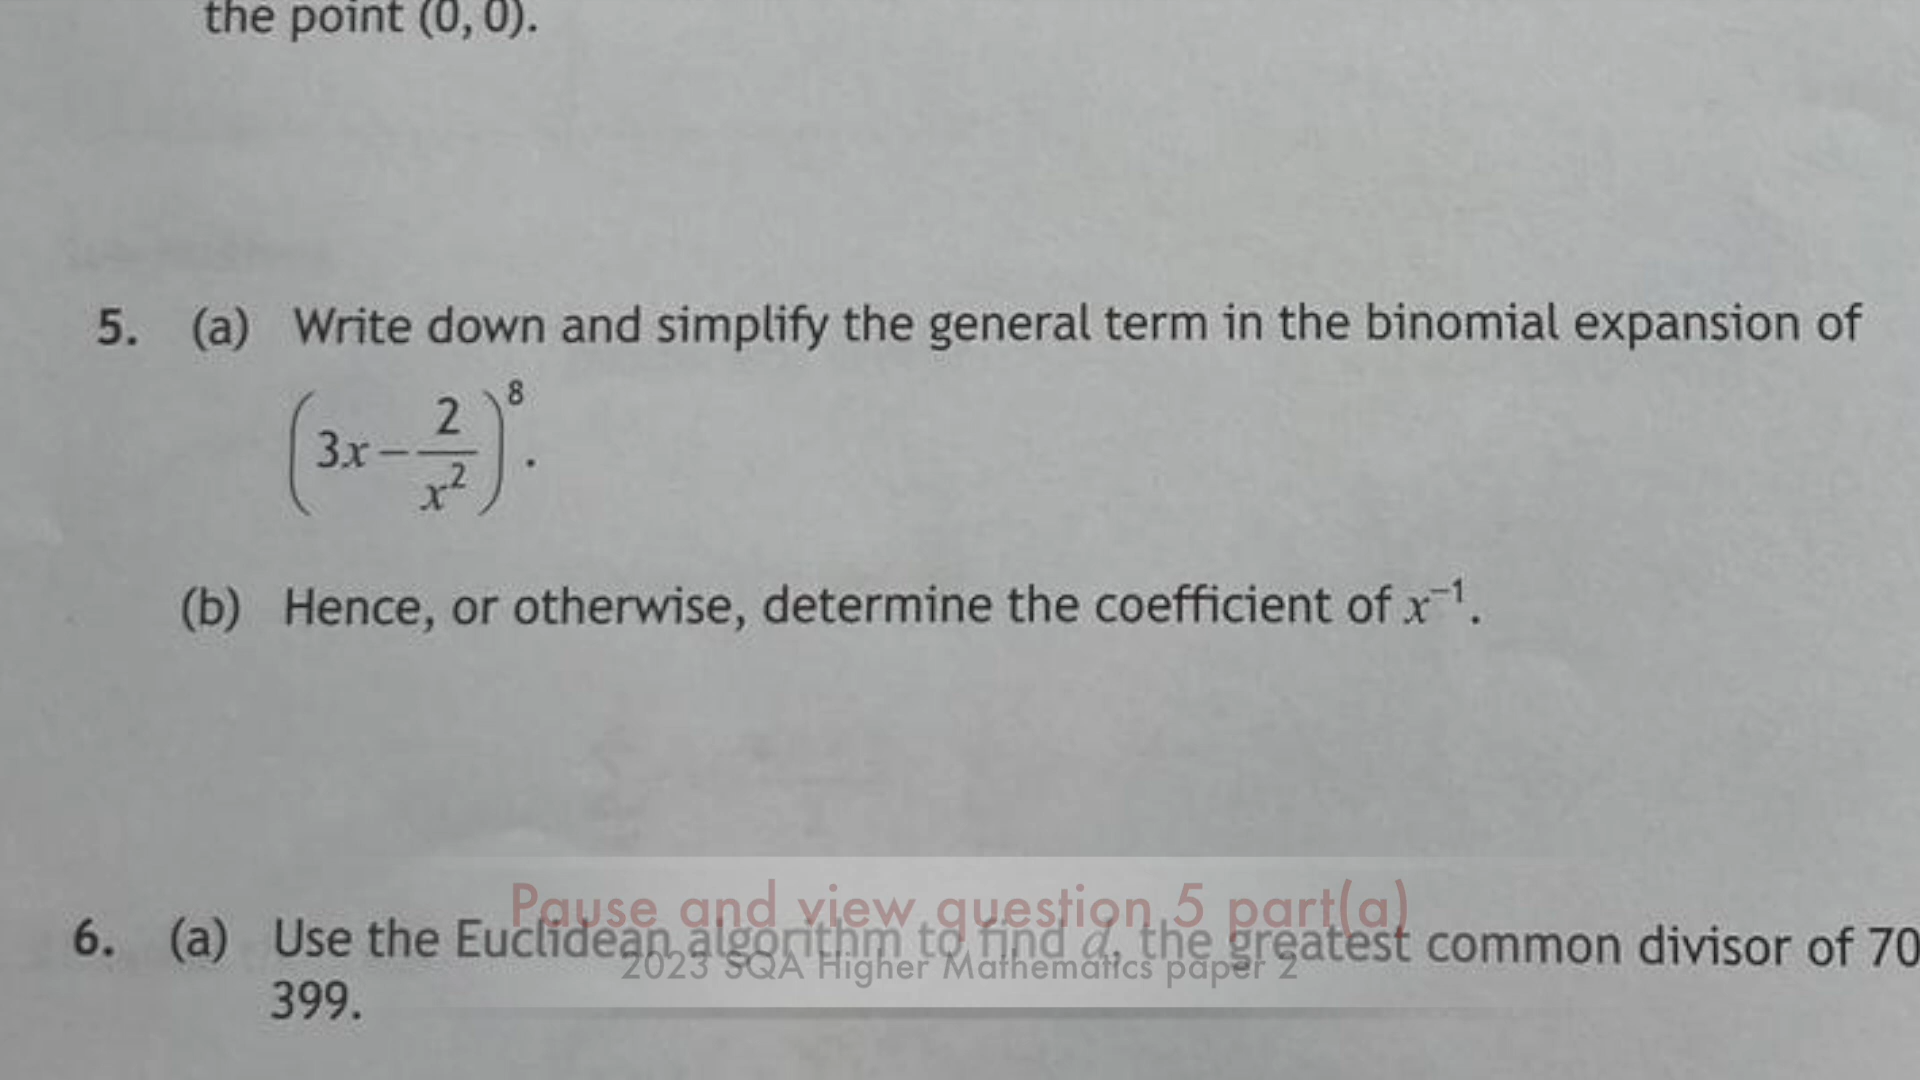 the point (0, 0).
5. (a) Write down and simplify the general term in the binomial expansion of
(3x − 2/x²)⁸.
(b) Hence, or otherwise, determine the coefficient of x⁻¹.
Pause and view question 5 part(a)
6. (a) Use the Euclidean algorithm to find d, the greatest common divisor of 70
2023 SQA Higher Mathematics paper 2
399.